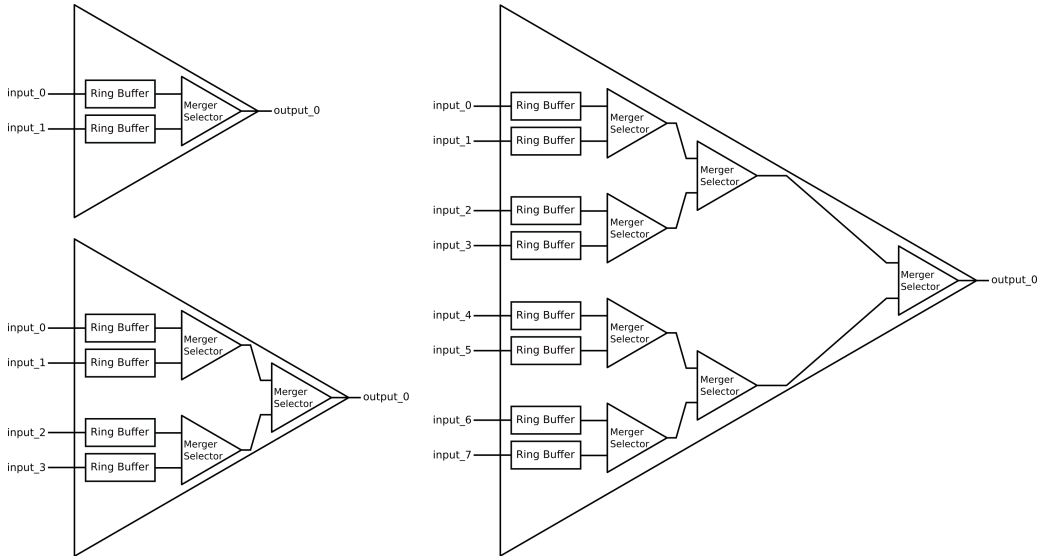 input_0
Ring Buffer
input_1
Ring Buffer
Merger
Selector
output_0
input_0
Ring Buffer
input_1
Ring Buffer
Merger
Selector
input_2
Ring Buffer
input_3
Ring Buffer
Merger
Selector
Merger
Selector
output_0
input_0
Ring Buffer
input_1
Ring Buffer
Merger
Selector
input_2
Ring Buffer
input_3
Ring Buffer
Merger
Selector
Merger
Selector
input_4
Ring Buffer
input_5
Ring Buffer
Merger
Selector
input_6
Ring Buffer
input_7
Ring Buffer
Merger
Selector
Merger
Selector
Merger
Selector
output_0